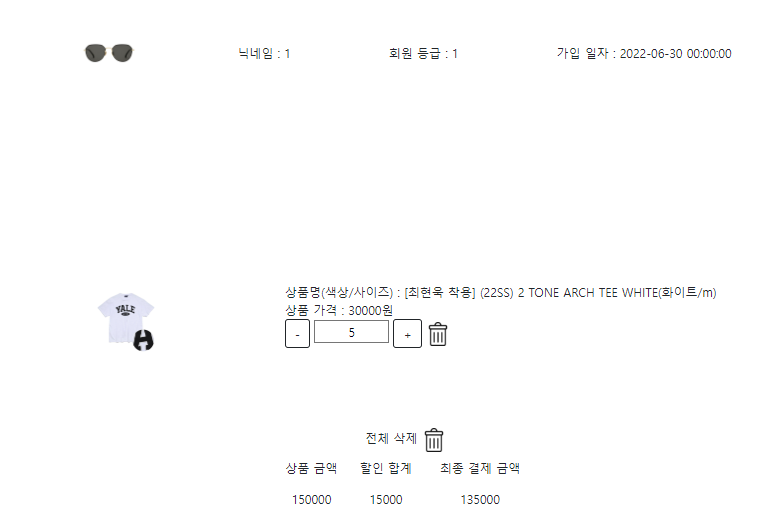 닉네임 : 1 회원 등급 : 1 가입 일자 : 2022-06-30 00:00:00
상품명(색상/사이즈) : [최현욱 착용] (22SS) 2 TONE ARCH TEE WHITE(화이트/m)
YALE
상품 가격 : 30000원
- 5 +
전체 삭제
상품 금액 할인 합계 최종 결제 금액
150000 15000 135000